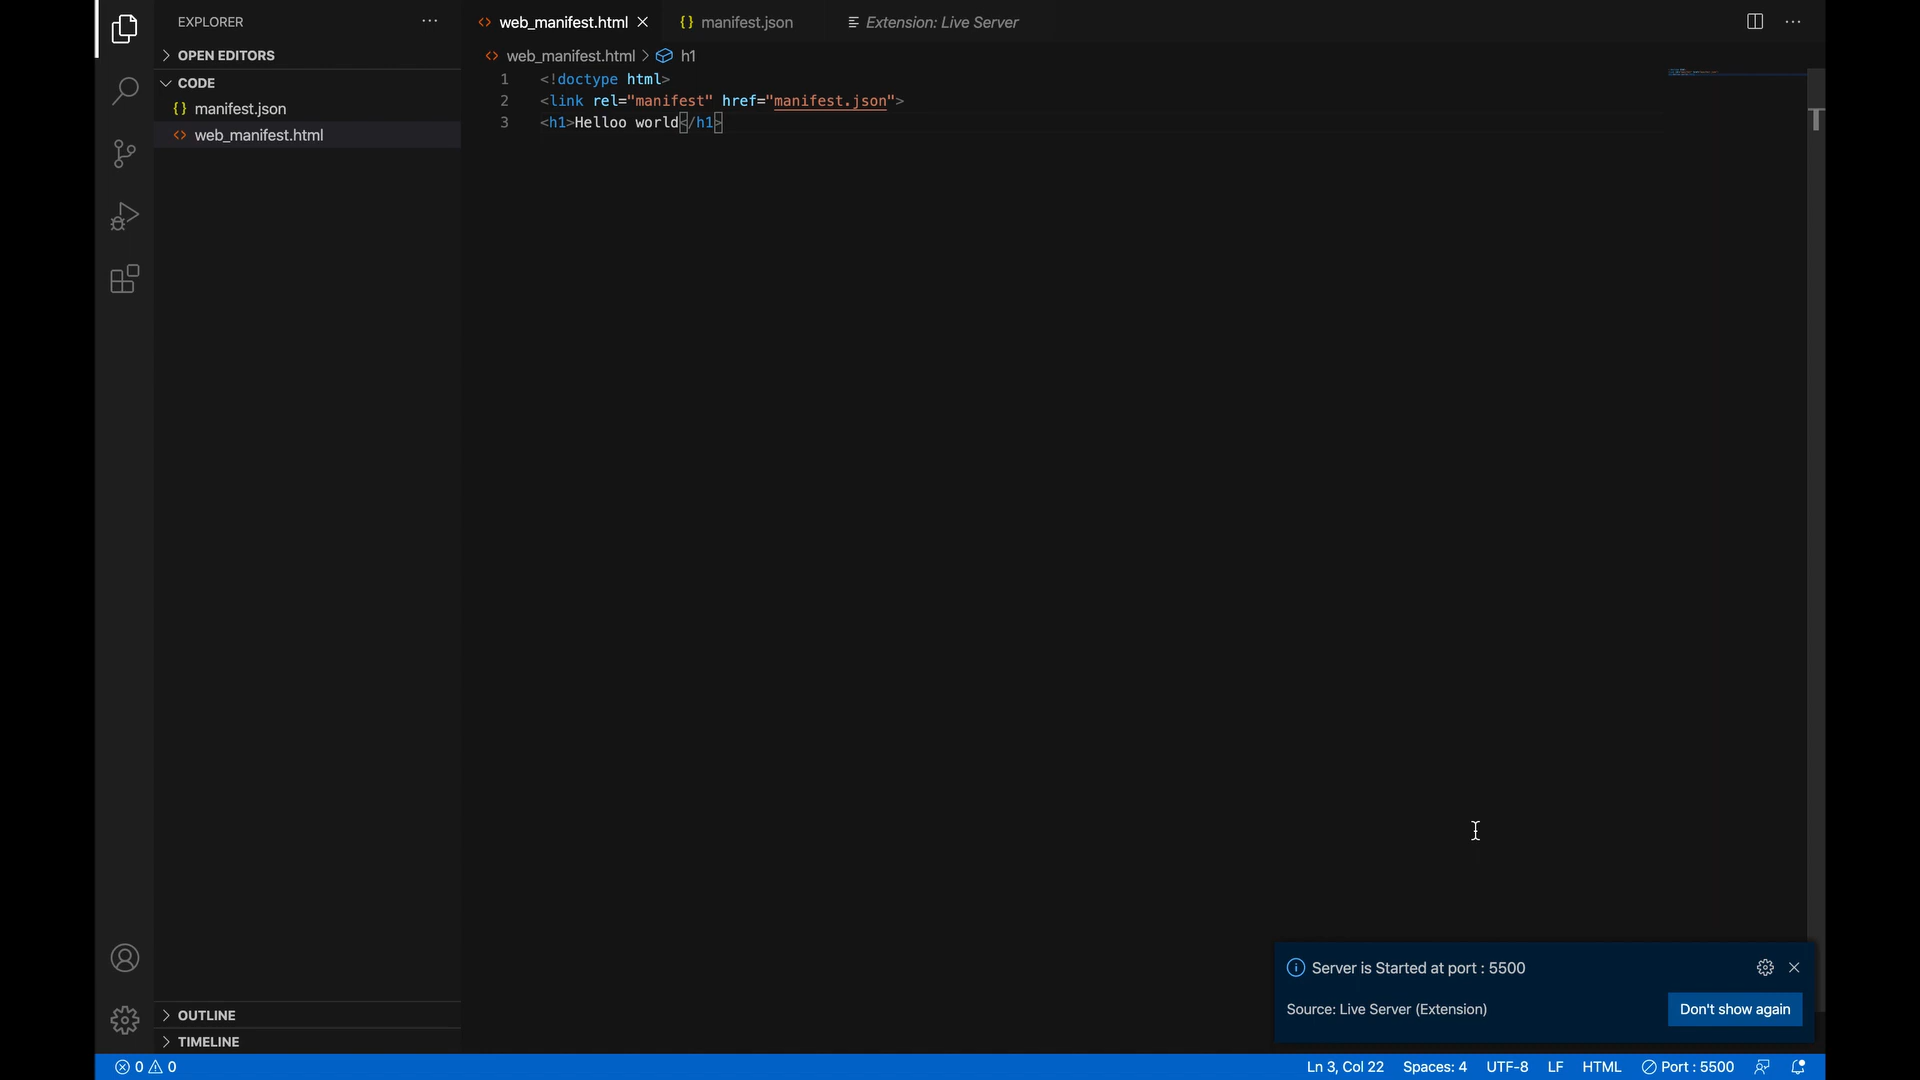 EXPLORER
OPEN EDITORS
CODE
manifest.json
web_manifest.html
OUTLINE
TIMELINE
web_manifest.html
manifest.json
Extension: Live Server
web_manifest.html > h1
1 <!doctype html>
2 <link rel="manifest" href="manifest.json">
3 <h1>Helloo world</h1>
Server is Started at port : 5500
Source: Live Server (Extension)
Don't show again
0 0
Ln 3, Col 22 Spaces: 4 UTF-8 LF HTML Port : 5500